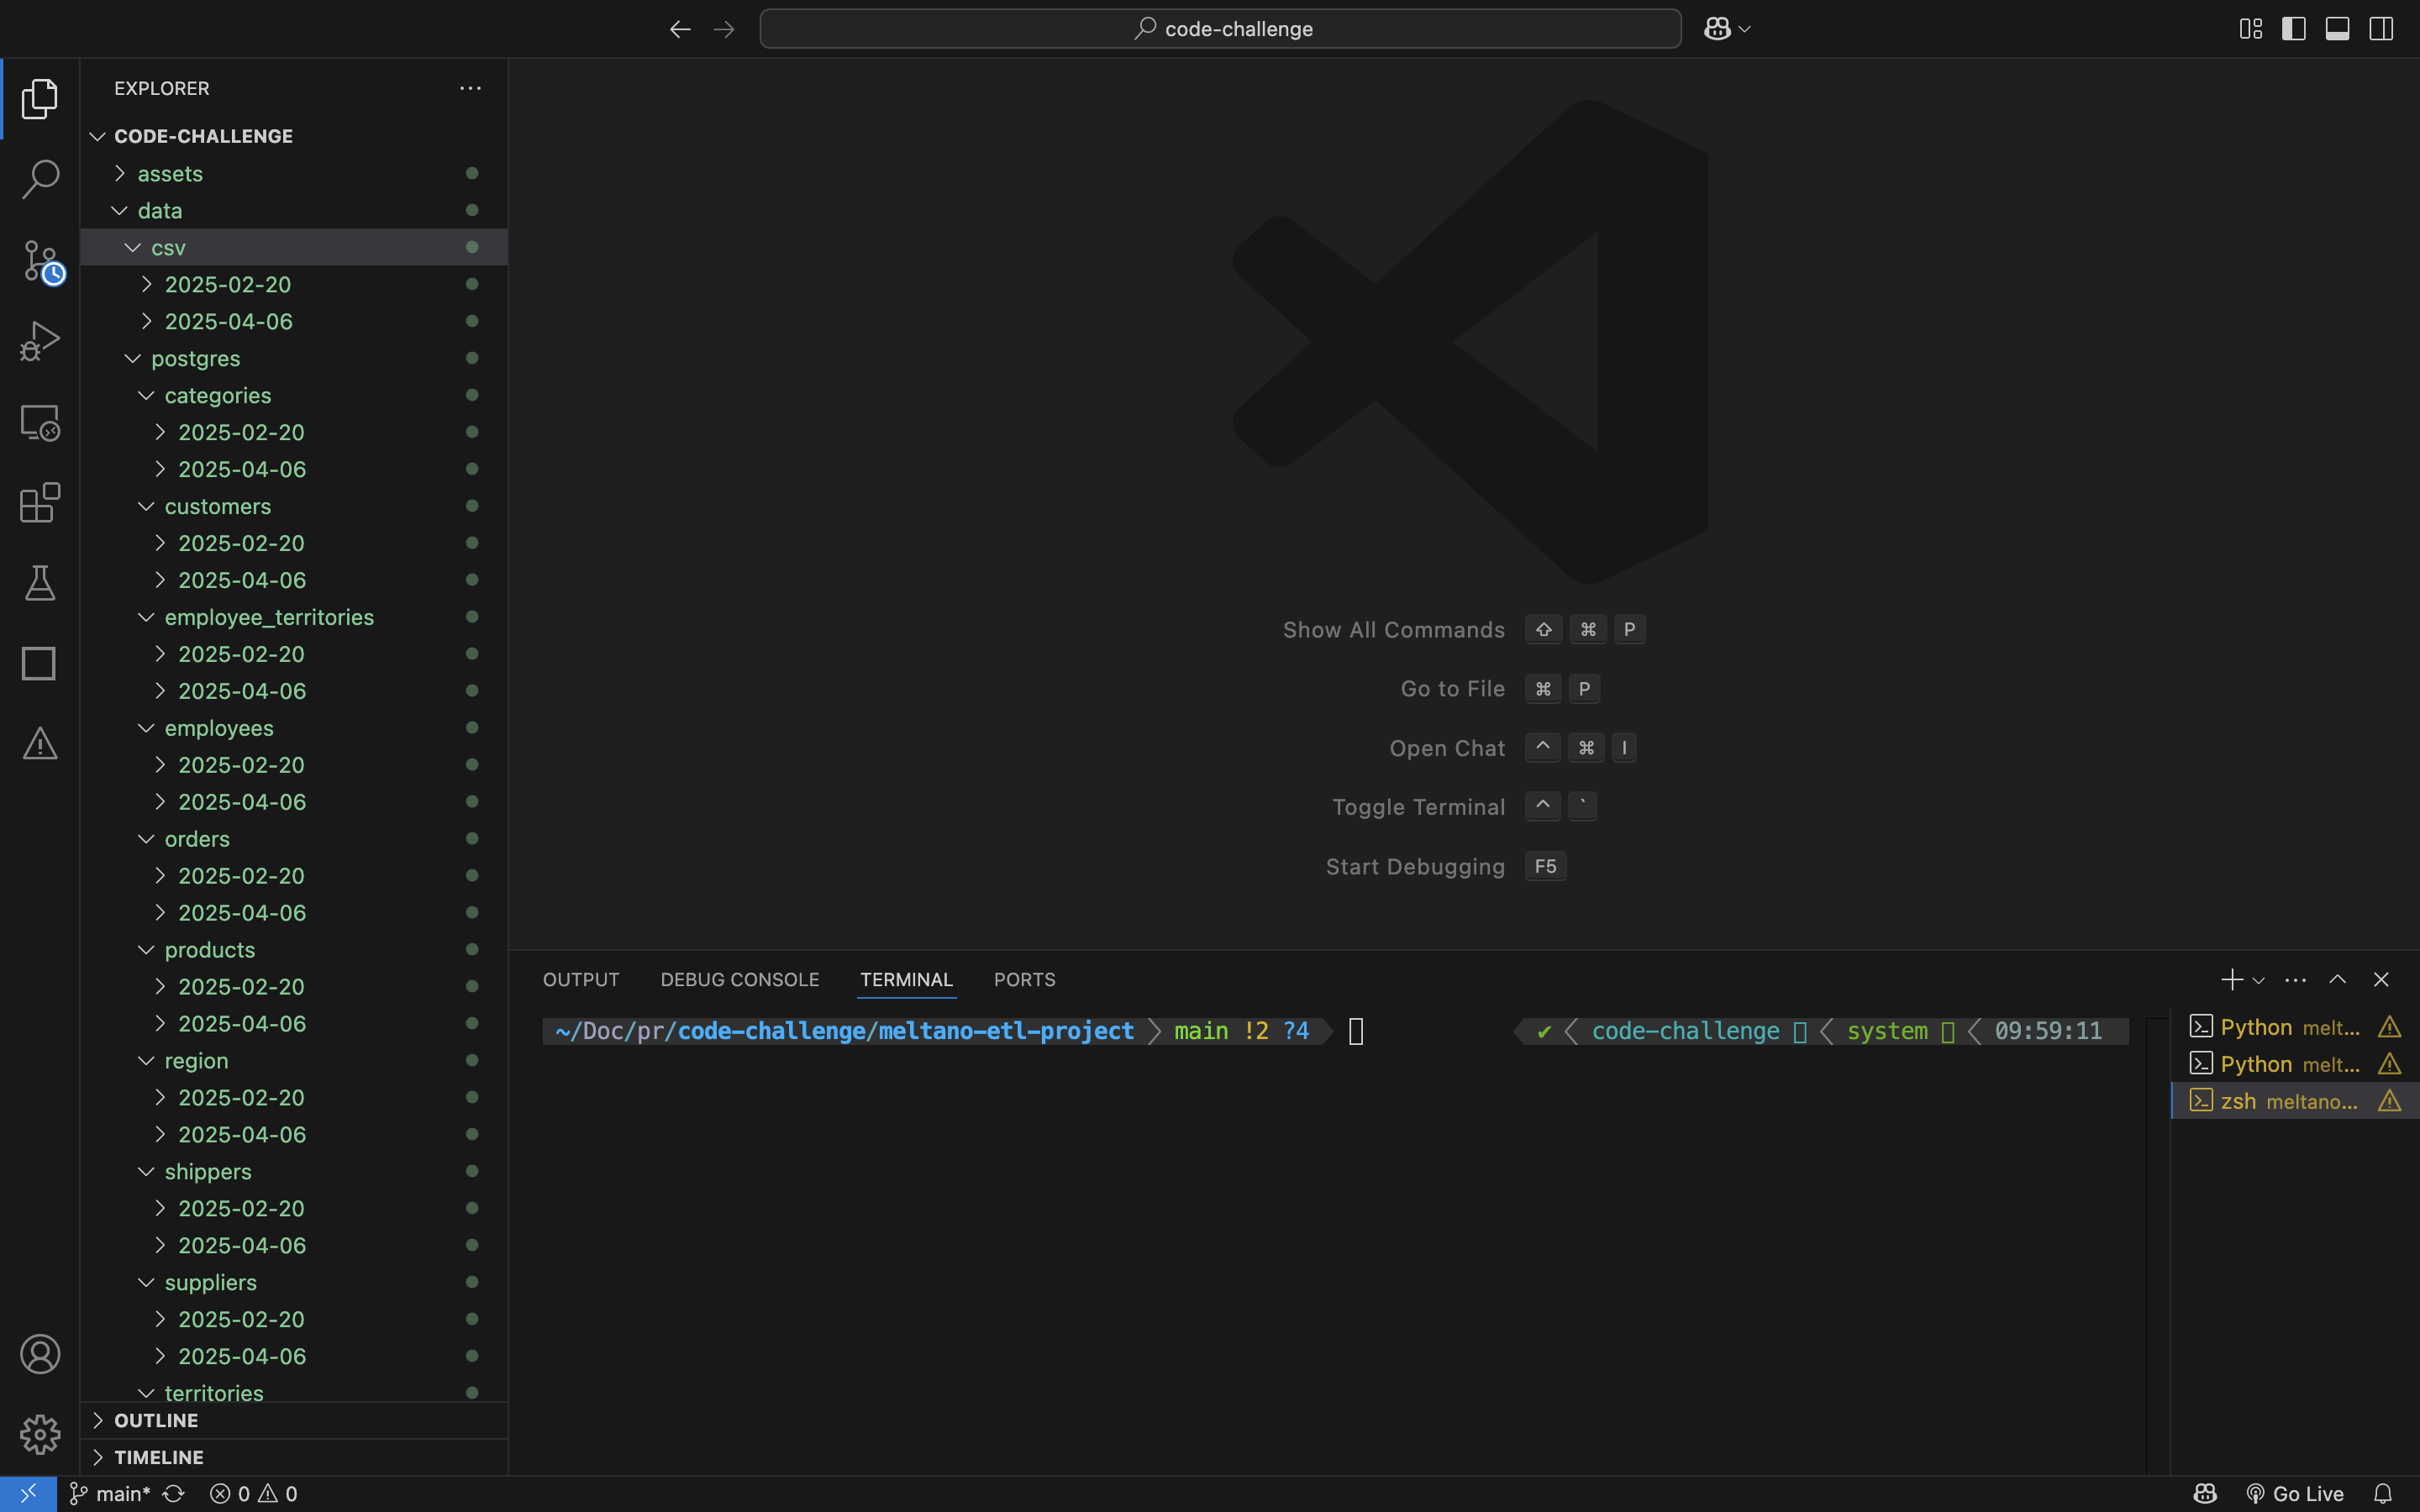 code-challenge
EXPLORER
CODE-CHALLENGE
assets
data
csv
2025-02-20
2025-04-06
postgres
categories
2025-02-20
2025-04-06
customers
2025-02-20
2025-04-06
employee_territories
2025-02-20
2025-04-06
employees
2025-02-20
2025-04-06
orders
2025-02-20
2025-04-06
products
2025-02-20
2025-04-06
region
2025-02-20
2025-04-06
shippers
2025-02-20
2025-04-06
suppliers
2025-02-20
2025-04-06
territories
OUTLINE
TIMELINE
Show All Commands ⇧ ⌘ P
Go to File ⌘ P
Open Chat ^ ⌘ I
Toggle Terminal ^ `
Start Debugging F5
OUTPUT DEBUG CONSOLE TERMINAL PORTS
~/Doc/pr/code-challenge/meltano-etl-project main !2 ?4 ✔ code-challenge system 09:59:11
Python melt...
Python melt...
zsh meltano...
main* 0 0 Go Live